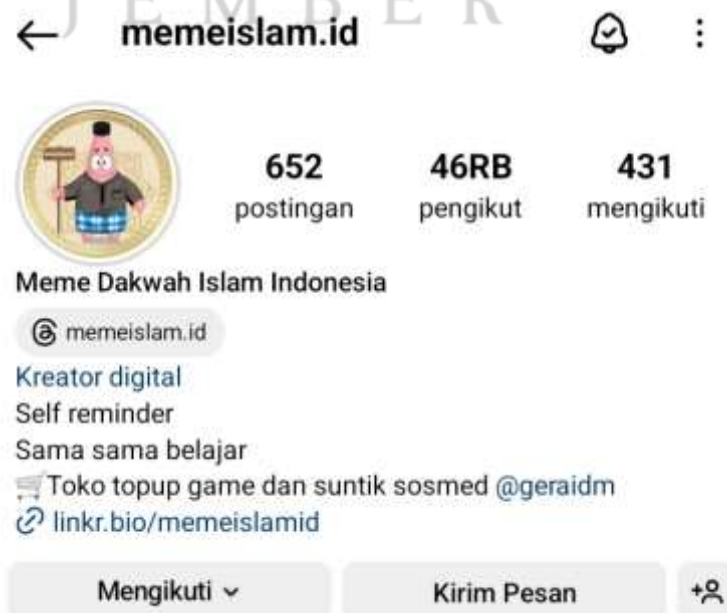 JEMBER
memeislam.id
652
postingan
46RB
pengikut
431
mengikuti
Meme Dakwah Islam Indonesia
memeislam.id
Kreator digital
Self reminder
Sama sama belajar
Toko topup game dan suntik sosmed @geraidm
linkr.bio/memeislamid
Mengikuti
Kirim Pesan